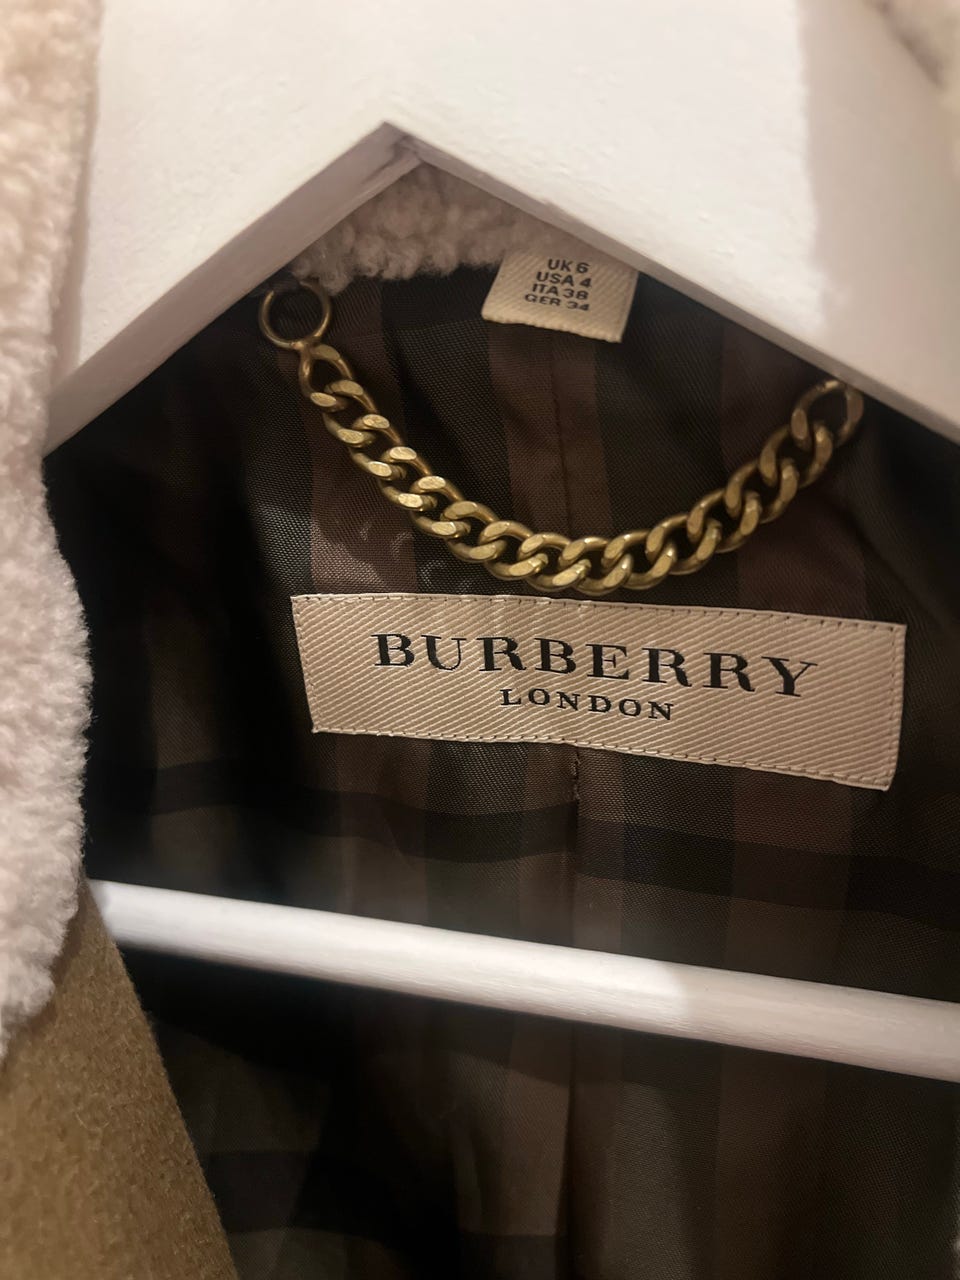 UK 6
USA 4
ITA 38
GER 34
BURBERRY
LONDON